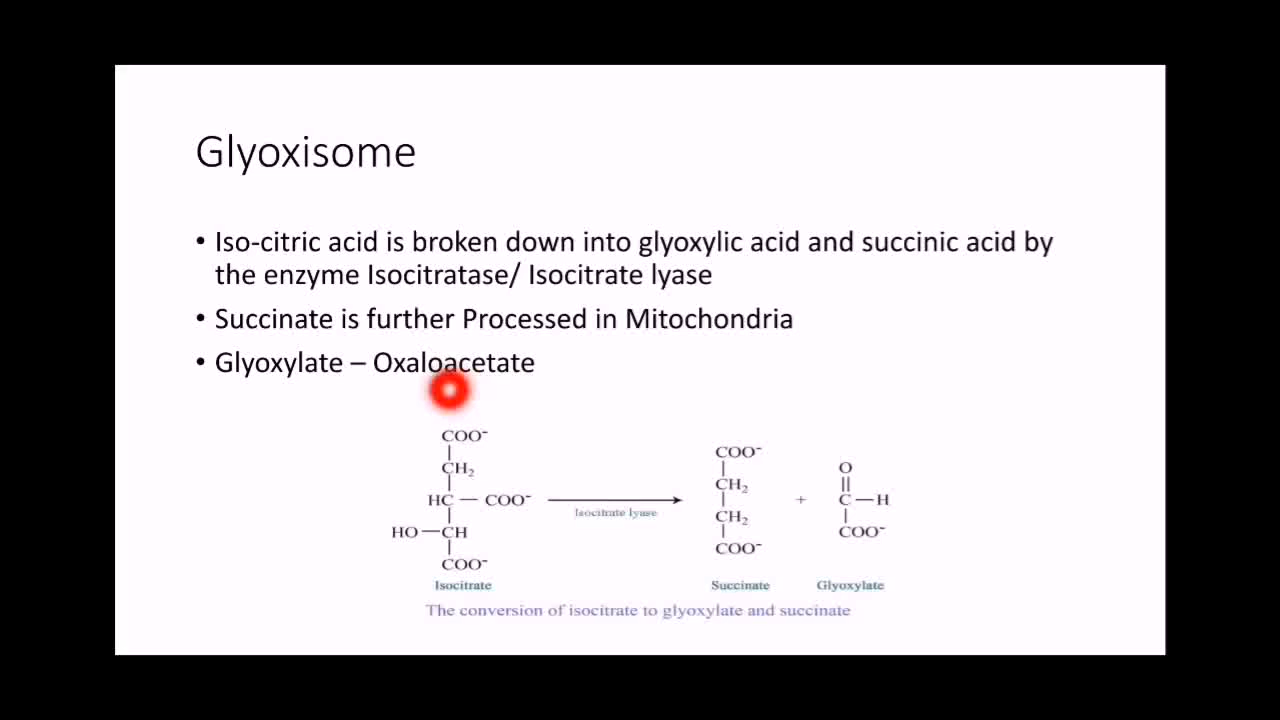 Glyoxisome
• Iso-citric acid is broken down into glyoxylic acid and succinic acid by
the enzyme Isocitratase/ Isocitrate lyase
• Succinate is further Processed in Mitochondria
• Glyoxylate – Oxaloacetate
COO⁻
CH₂
HC — COO⁻
HO — CH
COO⁻
Isocitrate
Isocitrate lyase
COO⁻
CH₂
CH₂
COO⁻
Succinate
+
O
C — H
COO⁻
Glyoxylate
The conversion of isocitrate to glyoxylate and succinate